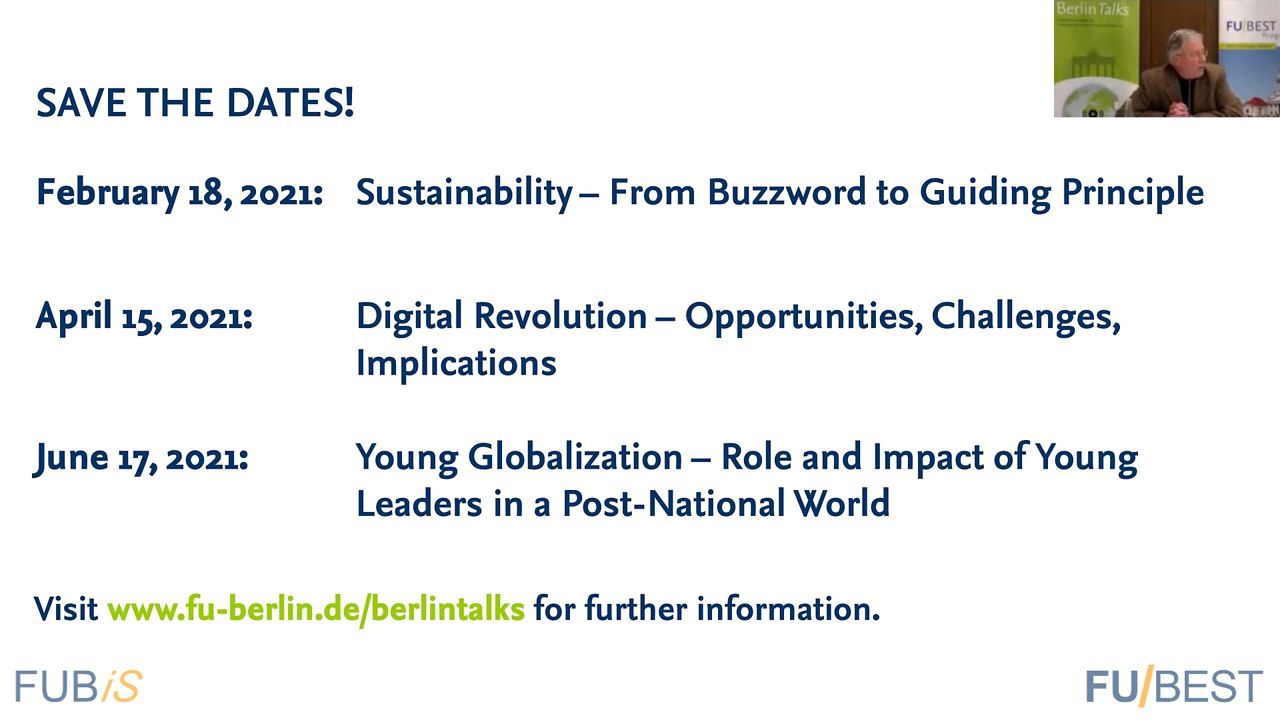 Berlin Talks
FU/BEST
SAVE THE DATES!
February 18, 2021: Sustainability – From Buzzword to Guiding Principle
April 15, 2021: Digital Revolution – Opportunities, Challenges,
Implications
June 17, 2021: Young Globalization – Role and Impact of Young
Leaders in a Post-National World
Visit www.fu-berlin.de/berlintalks for further information.
FUBiS
FU/BEST